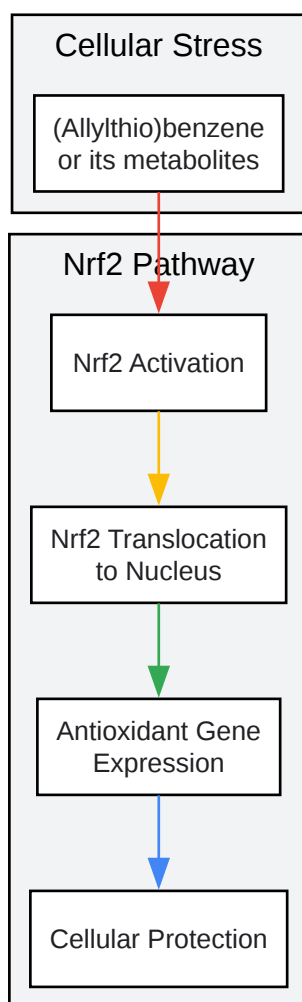 Cellular Stress
(Allylthio)benzene
or its metabolites
Nrf2 Pathway
Nrf2 Activation
Nrf2 Translocation
to Nucleus
Antioxidant Gene
Expression
Cellular Protection